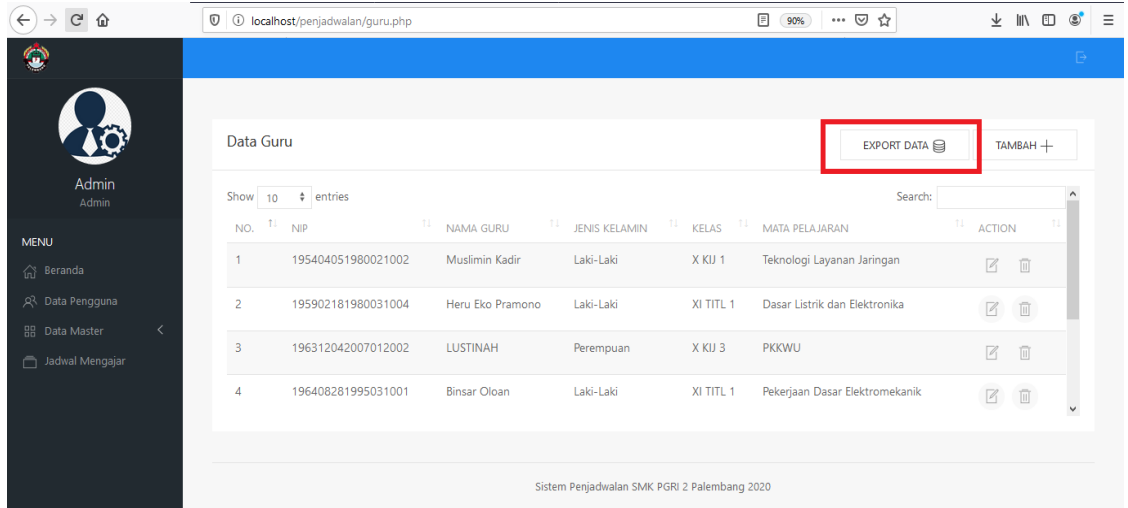 localhost/penjadwalan/guru.php 90%
Data Guru
EXPORT DATA
TAMBAH
Admin
Admin
MENU
Beranda
Data Pengguna
Data Master
Jadwal Mengajar
Show 10 entries Search:
NO. NIP NAMA GURU JENIS KELAMIN KELAS MATA PELAJARAN ACTION
1 195404051980021002 Muslimin Kadir Laki-Laki X KIJ 1 Teknologi Layanan Jaringan
2 195902181980031004 Heru Eko Pramono Laki-Laki XI TITL 1 Dasar Listrik dan Elektronika
3 196312042007012002 LUSTINAH Perempuan X KIJ 3 PKKWU
4 196408281995031001 Binsar Oloan Laki-Laki XI TITL 1 Pekerjaan Dasar Elektromekanik
Sistem Penjadwalan SMK PGRI 2 Palembang 2020